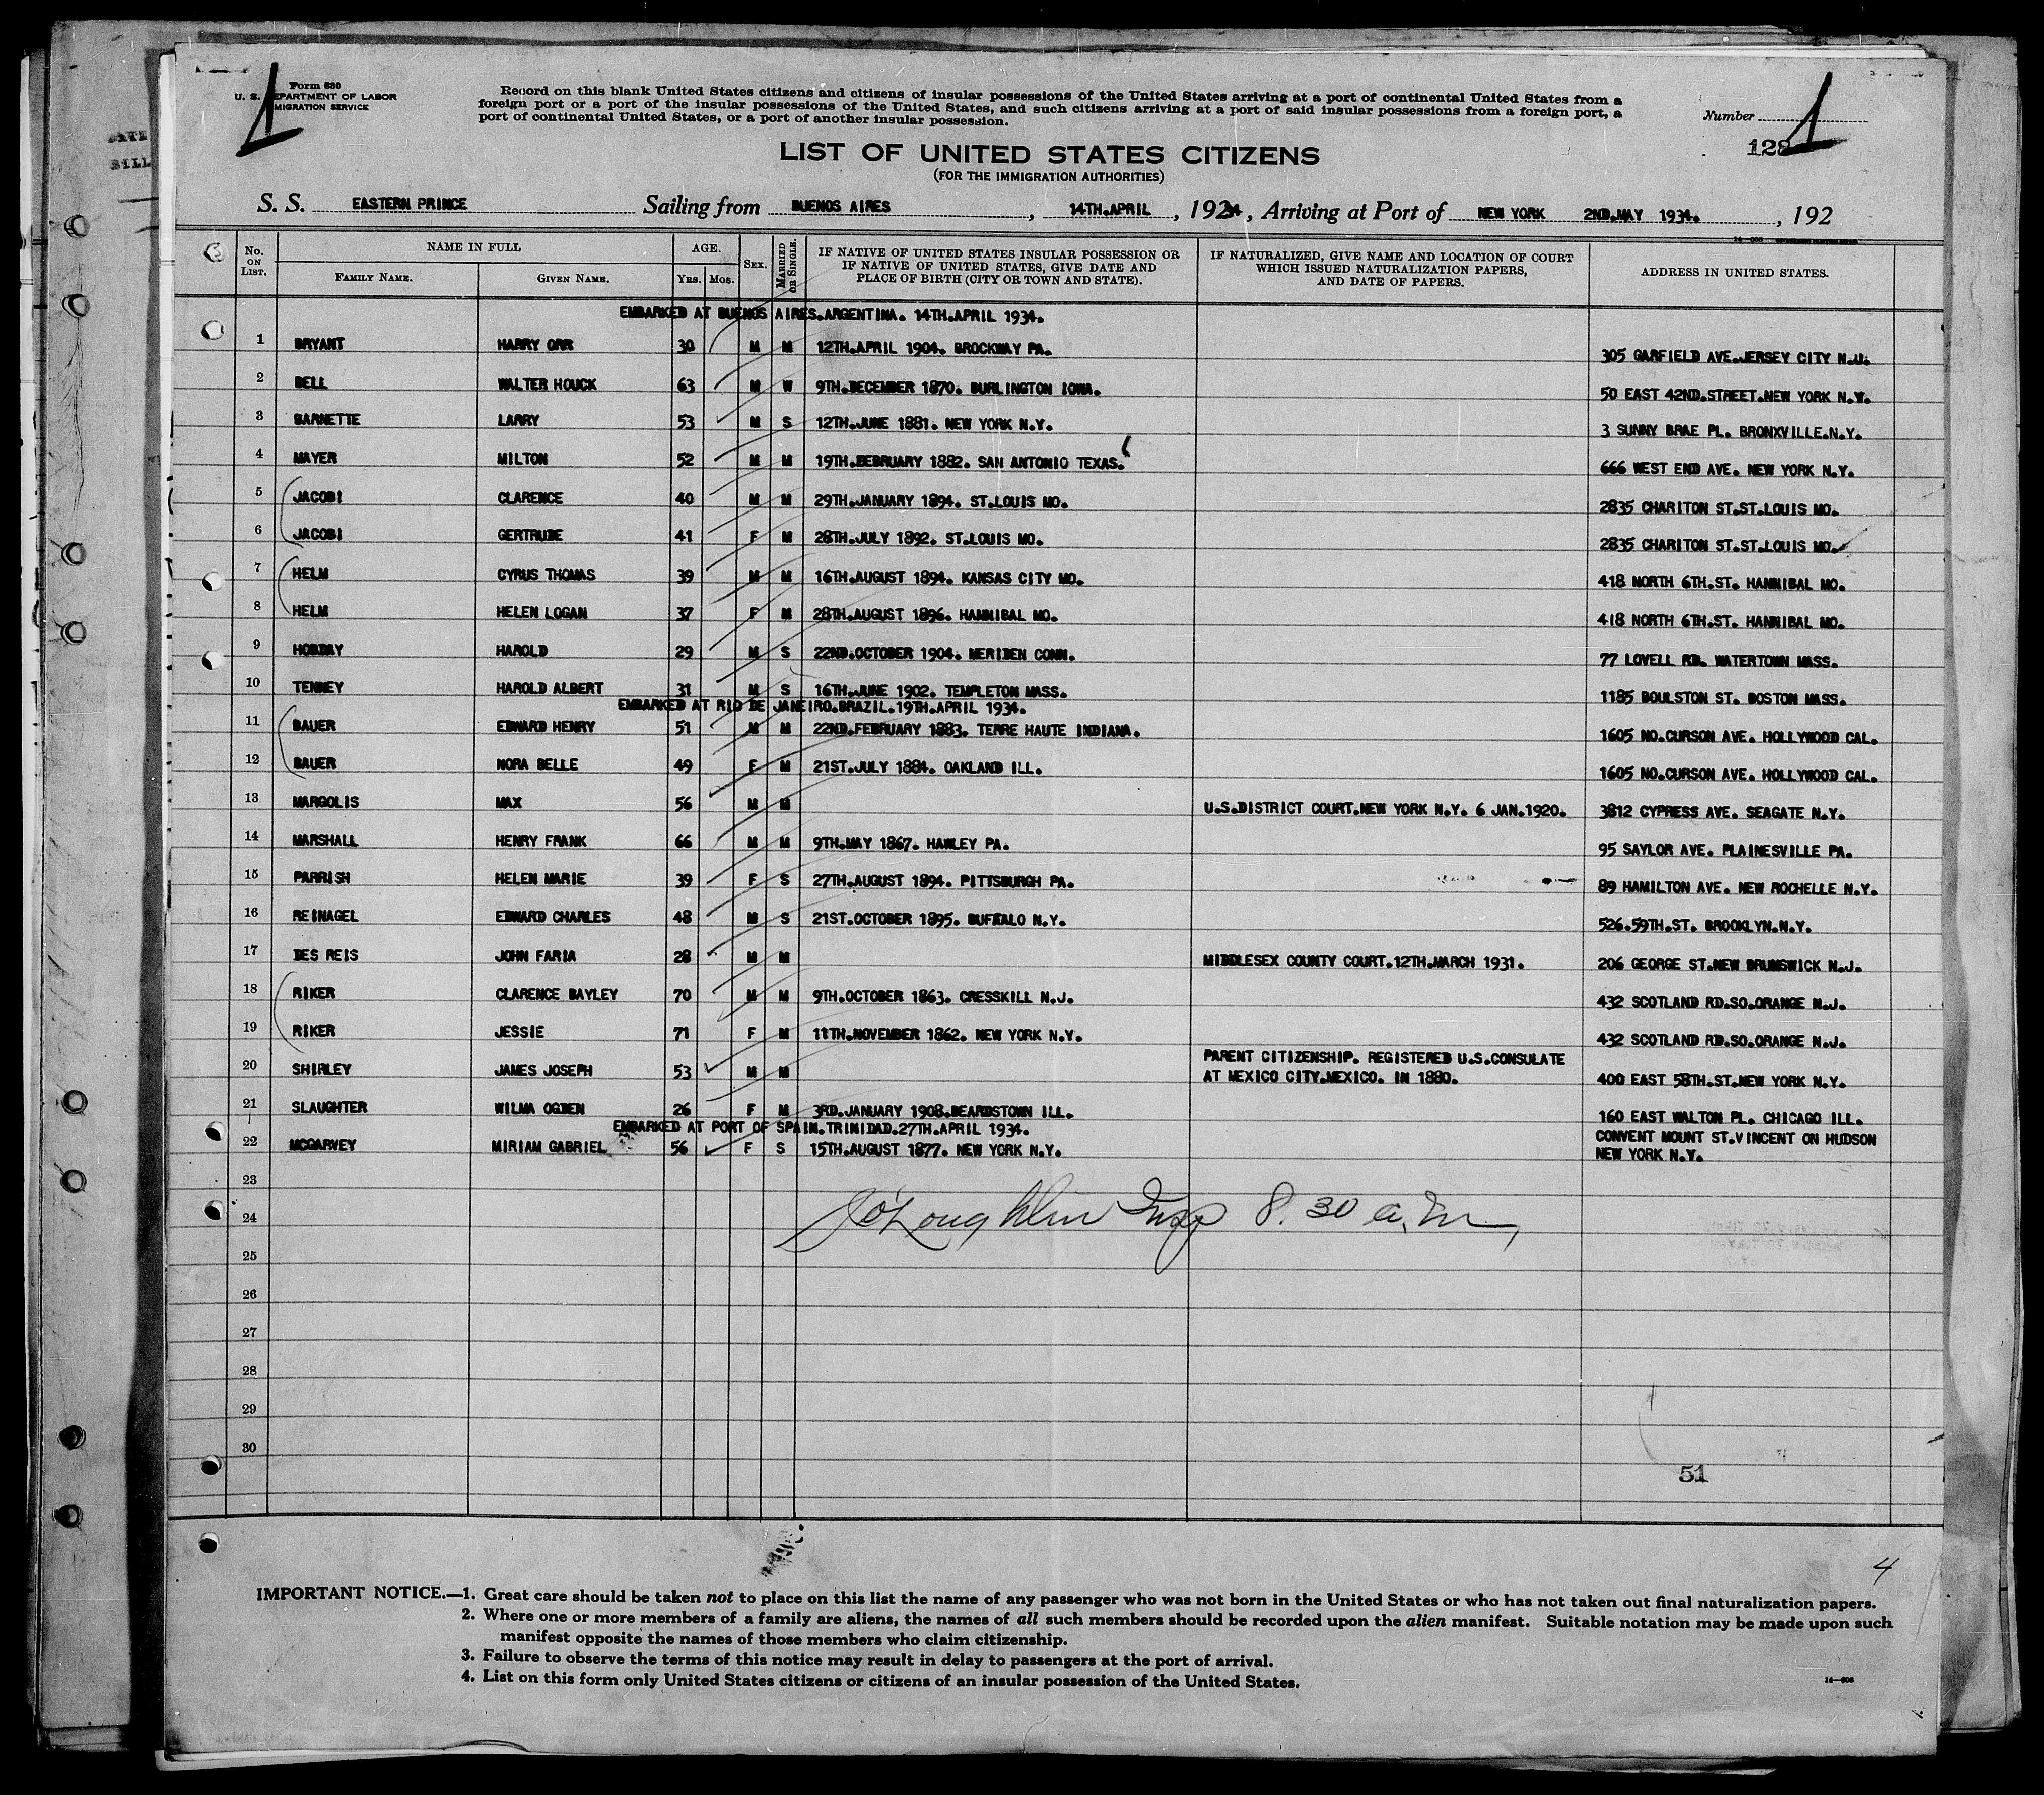 Form 630
U. S. DEPARTMENT OF LABOR
IMMIGRATION SERVICE
Record on this blank United States citizens and citizens of insular possessions of the United States arriving at a port of continental United States from a
foreign port or a port of the insular possessions of the United States, and such citizens arriving at a port of said insular possessions from a foreign port, a
port of continental United States, or a port of another insular possession.
Number
1
128
LIST OF UNITED STATES CITIZENS
(FOR THE IMMIGRATION AUTHORITIES)
S. S. EASTERN PRINCE Sailing from BUENOS AIRES, 14TH.APRIL, 1934, Arriving at Port of NEW YORK 2ND.MAY 1934., 192
No. ON LIST. NAME IN FULL FAMILY NAME. GIVEN NAME. AGE. YRS. MOS. SEX. MARRIED OR SINGLE. IF NATIVE OF UNITED STATES INSULAR POSSESSION OR IF NATIVE OF UNITED STATES, GIVE DATE AND PLACE OF BIRTH (CITY OR TOWN AND STATE). IF NATURALIZED, GIVE NAME AND LOCATION OF COURT WHICH ISSUED NATURALIZATION PAPERS, AND DATE OF PAPERS. ADDRESS IN UNITED STATES.
EMBARKED AT BUENOS AIRES.ARGENTINA. 14TH.APRIL 1934.
1 BRYANT HARRY ORR 30 M M 12TH.APRIL 1904. BROCKWAY PA. 305 GARFIELD AVE.JERSEY CITY N.J.
2 BELL WALTER HOUCK 63 M W 9TH.DECEMBER 1870. BURLINGTON IOWA. 50 EAST 42ND.STREET.NEW YORK N.Y.
3 BARNETTE LARRY 53 M S 12TH.JUNE 1881. NEW YORK N.Y. 3 SUNNY BRAE PL. BRONXVILLE.N.Y.
4 MAYER MILTON 52 M M 19TH.BEBRUARY 1882. SAN ANTONIO TEXAS. 666 WEST END AVE. NEW YORK N.Y.
5 JACOBI CLARENCE 40 M M 29TH.JANUARY 1894. ST.LOUIS MO. 2835 CHARITON ST.ST.LOUIS MO.
6 JACOBI GERTRUDE 41 F M 28TH.JULY 1892. ST.LOUIS MO. 2835 CHARITON ST.ST.LOUIS MO.
7 HELM CYRUS THOMAS 39 M M 16TH.AUGUST 1894. KANSAS CITY MO. 418 NORTH 6TH.ST. HANNIBAL MO.
8 HELM HELEN LOGAN 37 F M 28TH.AUGUST 1896. HANNIBAL MO. 418 NORTH 6TH.ST. HANNIBAL MO.
9 HOBDAY HAROLD 29 M S 22ND.OCTOBER 1904. MERIDEN CONN. 77 LOVELL RD. WATERTOWN MASS.
10 TENNEY HAROLD ALBERT 31 M S 16TH.JUNE 1902. TEMPLETON MASS. 1185 BOULSTON ST. BOSTON MASS.
EMBARKED AT RIO DE JANEIRO.BRAZIL.19TH.APRIL 1934.
11 BAUER EDWARD HENRY 51 M M 22ND.FEBRUARY 1883. TERRE HAUTE INDIANA. 1605 NO.CURSON AVE. HOLLYWOOD CAL.
12 BAUER NORA BELLE 49 F M 21ST.JULY 1884. OAKLAND ILL. 1605 NO.CURSON AVE. HOLLYWOOD CAL.
13 MARGOLIS MAX 56 M M U.S.DISTRICT COURT.NEW YORK N.Y. 6 JAN.1920. 3812 CYPRESS AVE. SEAGATE N.Y.
14 MARSHALL HENRY FRANK 66 M M 9TH.MAY 1867. HAWLEY PA. 95 SAYLOR AVE. PLAINESVILLE PA.
15 PARRISH HELEN MARIE 39 F S 27TH.AUGUST 1894. PITTSBURGH PA. 89 HAMILTON AVE. NEW ROCHELLE N.Y.
16 REINAGEL EDWARD CHARLES 48 M S 21ST.OCTOBER 1895. BUFFALO N.Y. 526.59TH.ST. BROOKLYN.N.Y.
17 DES REIS JOHN FARIA 28 M M MIDDLESEX COUNTY COURT.12TH.MARCH 1931. 206 GEORGE ST.NEW BRUNSWICK N.J.
18 RIKER CLARENCE BAYLEY 70 M M 9TH.OCTOBER 1863. CRESSKILL N.J. 432 SCOTLAND RD.SO.ORANGE N.J.
19 RIKER JESSIE 71 F M 11TH.NOVEMBER 1862. NEW YORK N.Y. 432 SCOTLAND RD.SO.ORANGE N.J.
20 SHIRLEY JAMES JOSEPH 53 M M PARENT CITIZENSHIP. REGISTERED U.S.CONSULATE AT MEXICO CITY.MEXICO. IN 1880. 400 EAST 58TH.ST.NEW YORK N.Y.
21 SLAUGHTER WILMA OGDEN 26 F M 3RD.JANUARY 1908.BEARDSTOWN ILL. 160 EAST WALTON PL. CHICAGO ILL.
EMBARKED AT PORT OF SPAIN.TRINIDAD.27TH.APRIL 1934.
22 MCGARVEY MIRIAM GABRIEL 56 F S 15TH.AUGUST 1877. NEW YORK N.Y. CONVENT MOUNT ST.VINCENT ON HUDSON NEW YORK N.Y.
23
24 O'Loughlin Insp 8.30 a.m
25
26
27
28
29
30
51
4
IMPORTANT NOTICE.—1. Great care should be taken not to place on this list the name of any passenger who was not born in the United States or who has not taken out final naturalization papers.
2. Where one or more members of a family are aliens, the names of all such members should be recorded upon the alien manifest. Suitable notation may be made upon such
manifest opposite the names of those members who claim citizenship.
3. Failure to observe the terms of this notice may result in delay to passengers at the port of arrival.
4. List on this form only United States citizens or citizens of an insular possession of the United States.